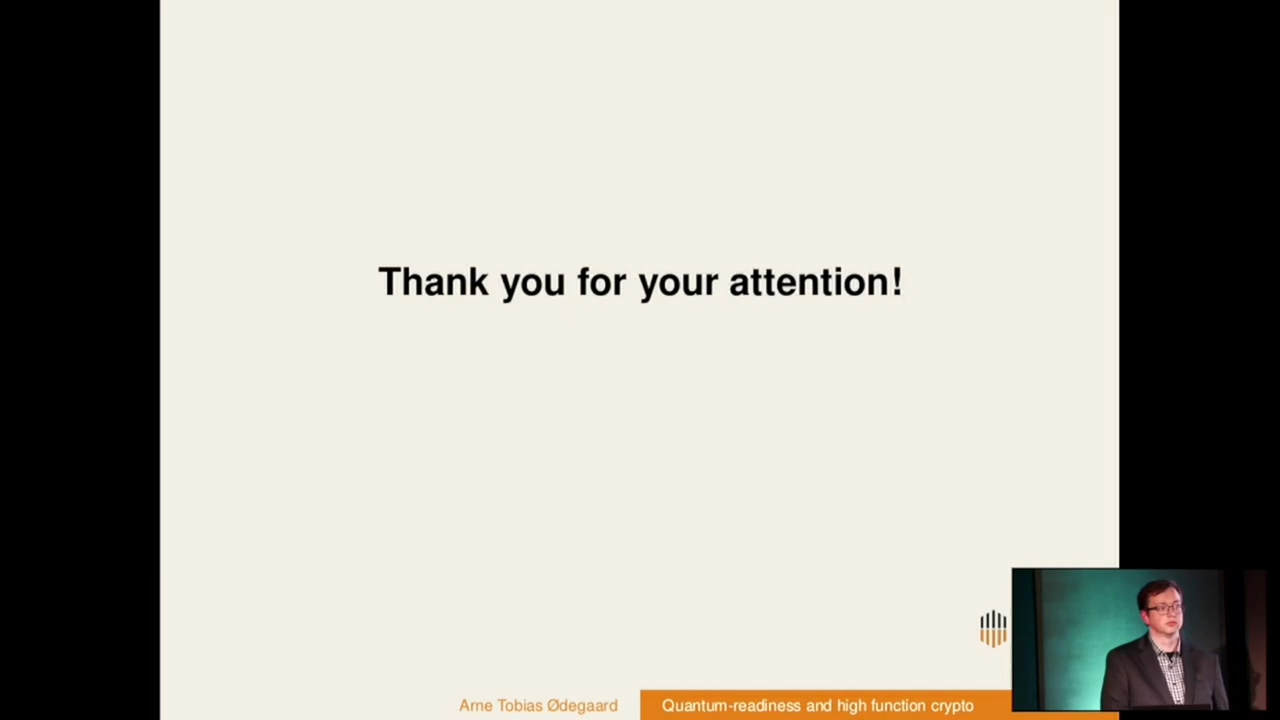 Thank you for your attention!
Arne Tobias Ødegaard
Quantum-readiness and high function crypto